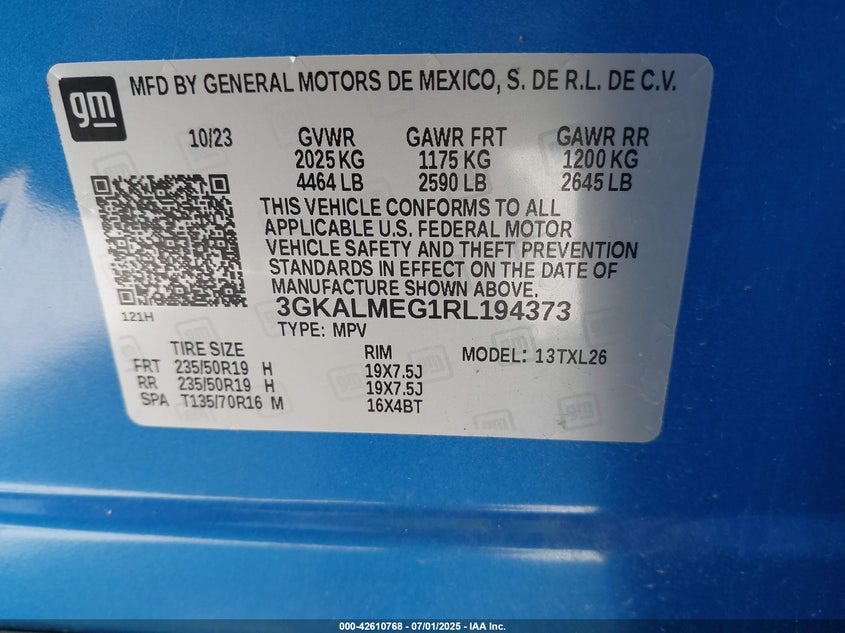 gm
MFD BY GENERAL MOTORS DE MEXICO, S. DE R.L. DE C.V.
10/23 GVWR GAWR FRT GAWR RR
2025 KG 1175 KG 1200 KG
4464 LB 2590 LB 2645 LB
THIS VEHICLE CONFORMS TO ALL
APPLICABLE U.S. FEDERAL MOTOR
VEHICLE SAFETY AND THEFT PREVENTION
STANDARDS IN EFFECT ON THE DATE OF
MANUFACTURE SHOWN ABOVE.
121H
3GKALMEG1RL194373
TYPE: MPV
TIRE SIZE RIM MODEL: 13TXL26
FRT 235/50R19 H 19X7.5J
RR 235/50R19 H 19X7.5J
SPA T135/70R16 M 16X4BT
000-42610768 - 07/01/2025 - IAA Inc.